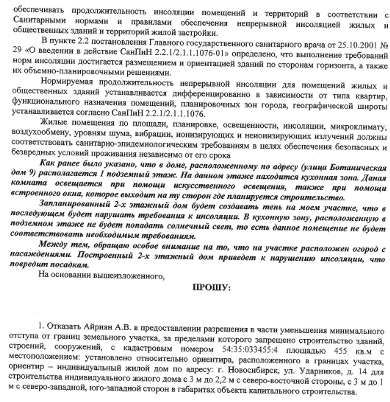 обеспечивать продолжительность инсоляции помещений и территорий в соответствии с
Санитарными нормами и правилами обеспечения непрерывной инсоляцией жилых и
общественных зданий и территорий жилой застройки.
В пункте 2.2 постановления Главного государственного санитарного врача от 25.10.2001 №
29 «О введении в действие СанПиН 2.2.1/2.1.1.1076-01» определено, что выполнение требований
норм инсоляции достигается размещением и ориентацией зданий по сторонам горизонта, а также
их объемно-планировочными решениями.
Нормируемая продолжительность непрерывной инсоляции для помещений жилых и
общественных зданий устанавливается дифференцированно в зависимости от типа квартир,
функционального назначения помещений, планировочных зон города, географической широты
устанавливается согласно СанПиН 2.2.1/2.1.1.1076.
Жилые помещения по площади, планировке, освещенности, инсоляции, микроклимату,
воздухообмену, уровням шума, вибрации, ионизирующих и неионизирующих излучений должны
соответствовать санитарно-эпидемиологическим требованиям в целях обеспечения безопасных и
безвредных условий проживания независимо от его срока
Как ранее было указано, что в доме, расположенному по адресу (улица Ботаническая
дом 9) располагается 1 подземный этаж. На данном этаже находится кухонная зона. Даная
комната освещается при помощи искусственного освещения, также при помощи
встроенного окна, которое выходит на ту сторону где планируется строительство.
Запланированный 2-х этажный дом будет создавать тень на моем участке, что в
последующем будет нарушать требования к инсоляции. В кухонную зону, расположенную в
подземном этаже не будет попадать солнечный свет, то есть данное помещение не будет
соответствовать необходимым требованиям.
Между тем, обращаю особое внимание на то, что на участке расположен огород с
насаждениями. Построенный 2-х этажный дом приведет к нарушению инсоляции, что
повредит посадкам.
На основании вышеизложенного,
ПРОШУ:
1. Отказать Айриян А.В. в предоставлении разрешения в части уменьшения минимального
отступа от границ земельного участка, за пределами которого запрещено строительство зданий,
строений, сооружений, с кадастровым номером 54:35:033455:4 площадью 455 кв.м с
местоположением: установлено относительно ориентира, расположенного в границах участка,
ориентир – индивидуальный жилой дом по адресу: г. Новосибирск, ул. Ударников, д. 14 для
строительства индивидуального жилого дома с 3 м до 2,2 м с северо-восточной стороны, с 3 м до 1
м с северо-западной, юго-западной сторон в габаритах объекта капитального строительства.